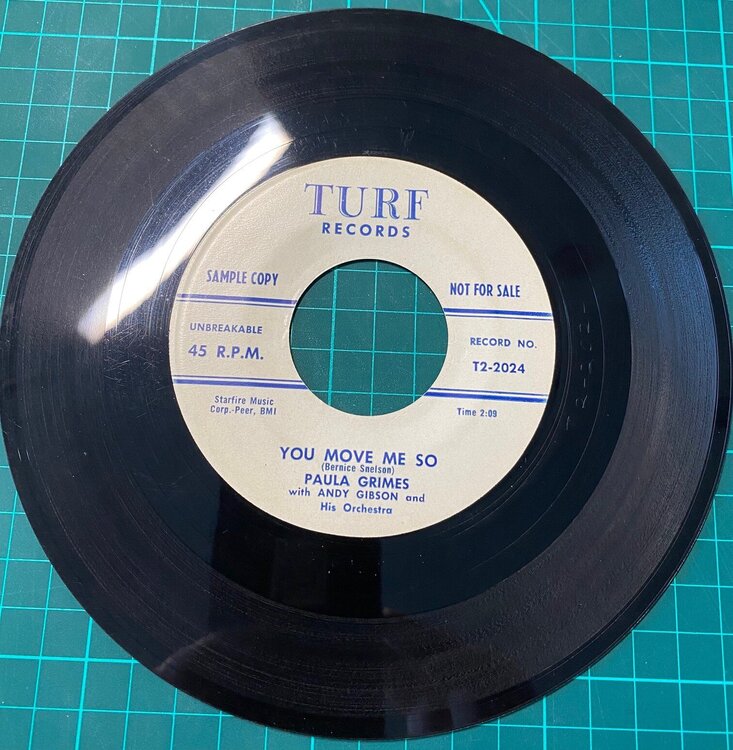 TURF
RECORDS
SAMPLE COPY
NOT FOR SALE
UNBREAKABLE
45 R.P.M.
RECORD NO.
T2-2024
Starfire Music
Corp.-Peer, BMI
Time 2:09
YOU MOVE ME SO
(Bernice Snelson)
PAULA GRIMES
with ANDY GIBSON and
His Orchestra